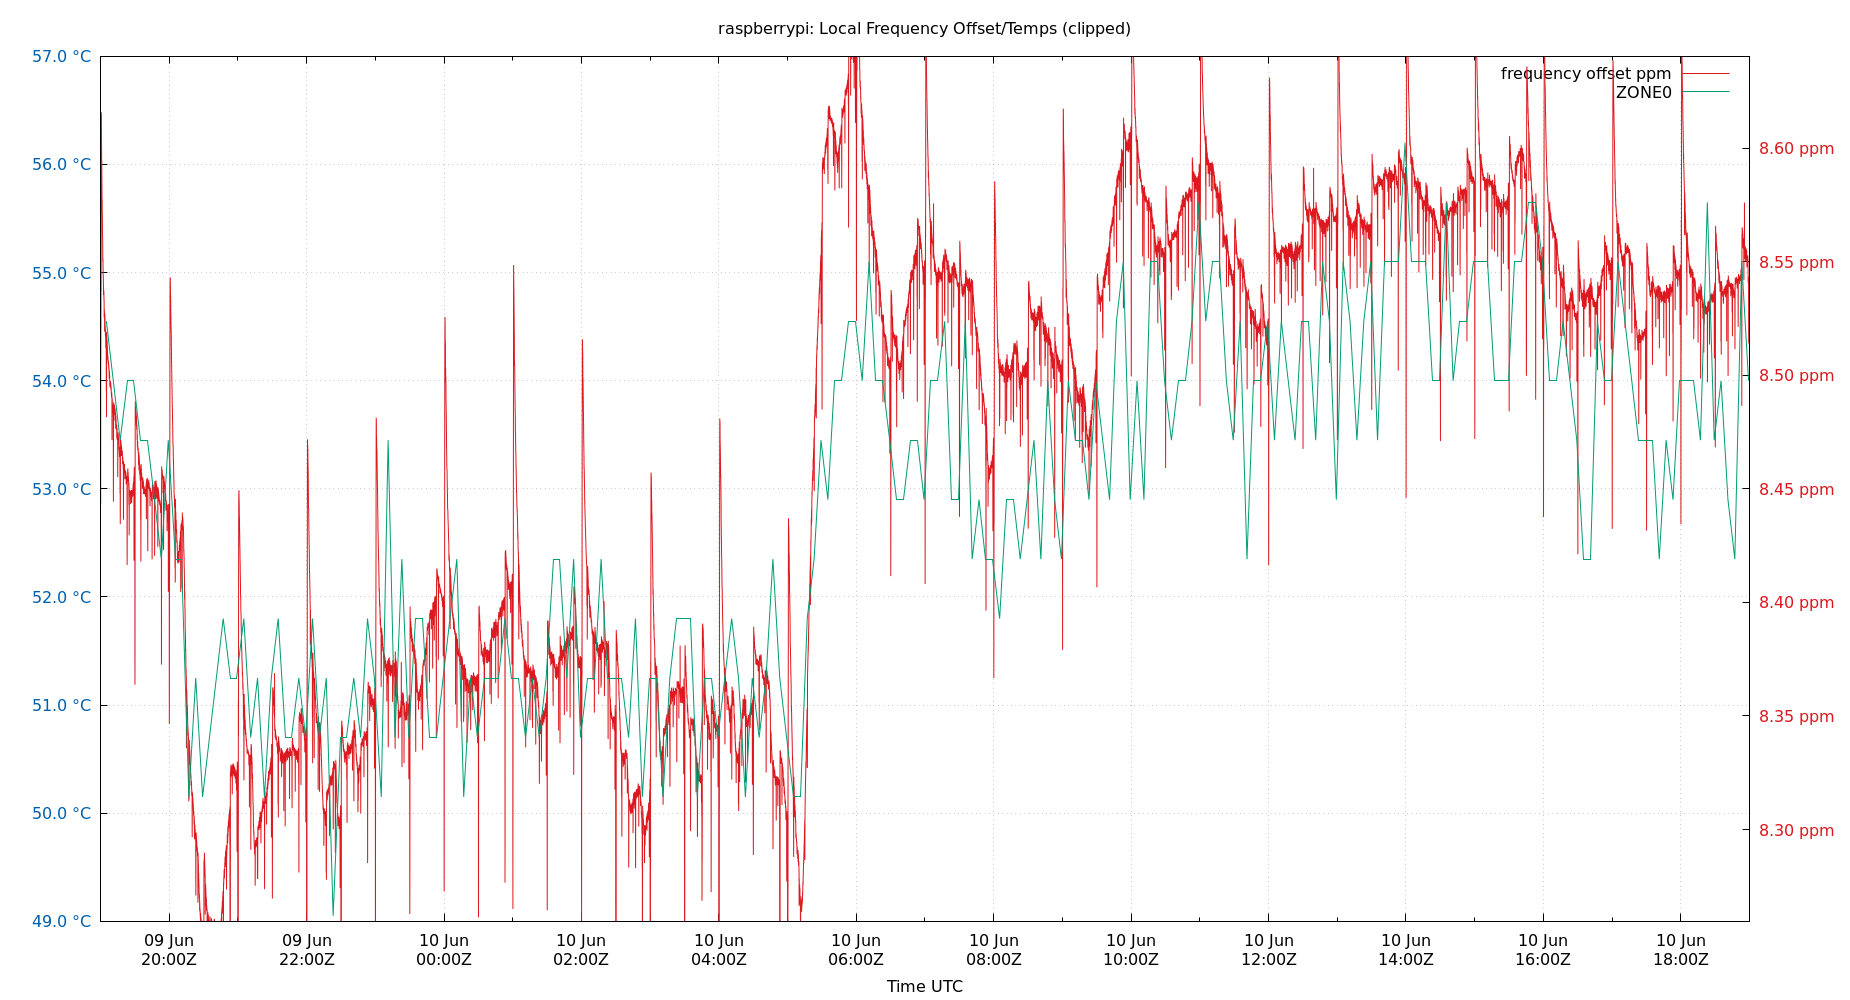 raspberrypi: Local Frequency Offset/Temps (clipped)
57.0 °C
56.0 °C
55.0 °C
54.0 °C
53.0 °C
52.0 °C
51.0 °C
50.0 °C
49.0 °C
frequency offset ppm
ZONE0
8.60 ppm
8.55 ppm
8.50 ppm
8.45 ppm
8.40 ppm
8.35 ppm
8.30 ppm
09 Jun
20:00Z
09 Jun
22:00Z
10 Jun
00:00Z
10 Jun
02:00Z
10 Jun
04:00Z
10 Jun
06:00Z
10 Jun
08:00Z
10 Jun
10:00Z
10 Jun
12:00Z
10 Jun
14:00Z
10 Jun
16:00Z
10 Jun
18:00Z
Time UTC